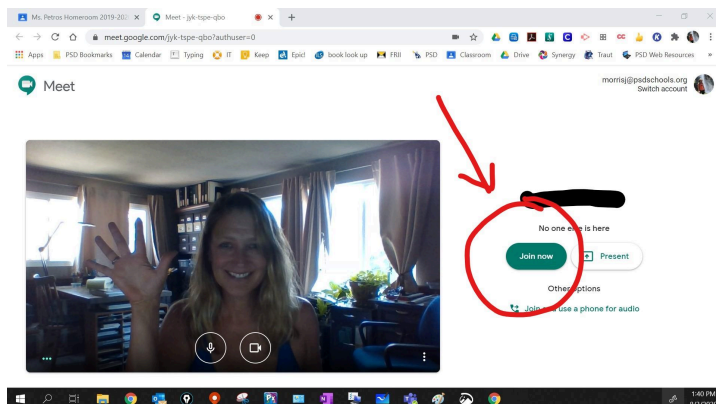 Ms. Petros Homeroom 2019-202
Meet - jyk-tspe-qbo
meet.google.com/jyk-tspe-qbo?authuser=0
Apps PSD Bookmarks Calendar Typing IT Keep Epic! book look up FRII PSD Classroom Drive Synergy Traut PSD Web Resources »
Meet
morrisj@psdschools.org
Switch account
No one else is here
Join now
Present
Other options
Join and use a phone for audio
1:40 PM